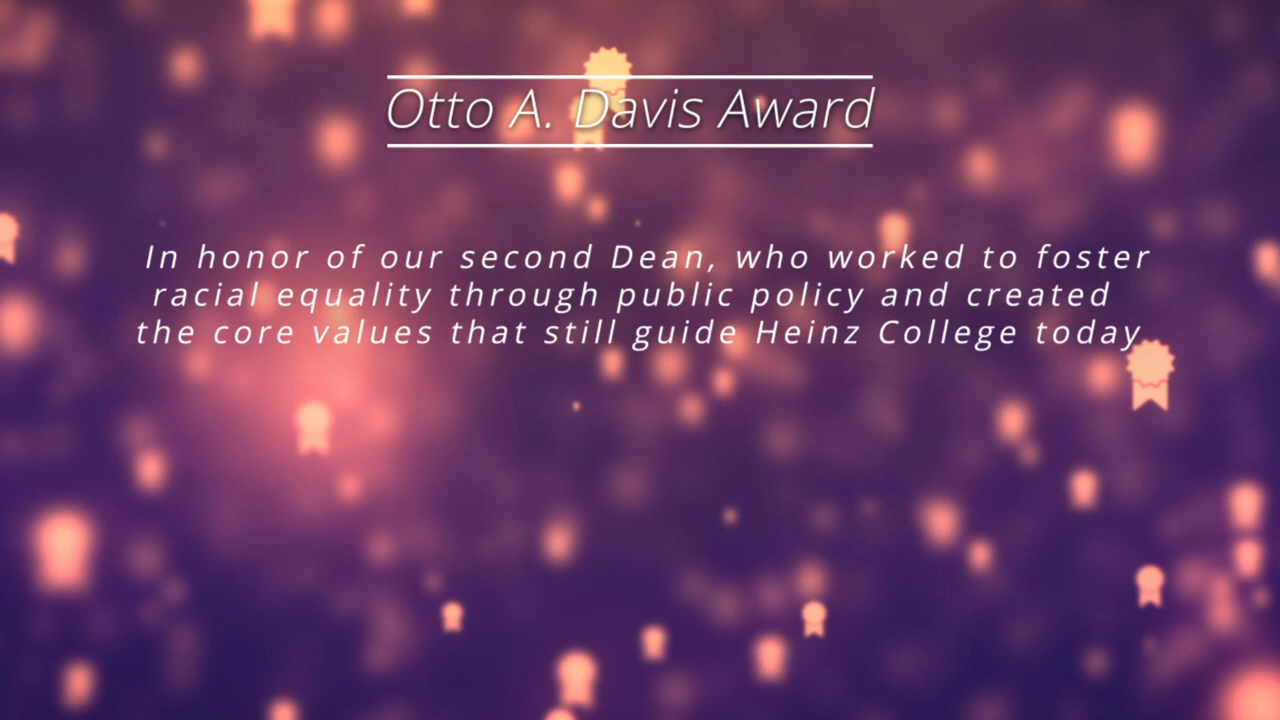 Otto A. Davis Award
In honor of our second Dean, who worked to foster
racial equality through public policy and created
the core values that still guide Heinz College today.